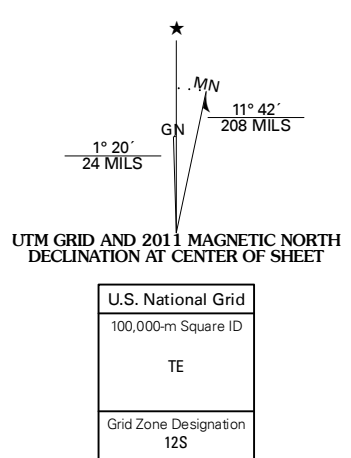 ★
MN
GN
11° 42´
208 MILS
1° 20´
24 MILS
UTM GRID AND 2011 MAGNETIC NORTH
DECLINATION AT CENTER OF SHEET
U.S. National Grid
100,000-m Square ID
TE
Grid Zone Designation
12S